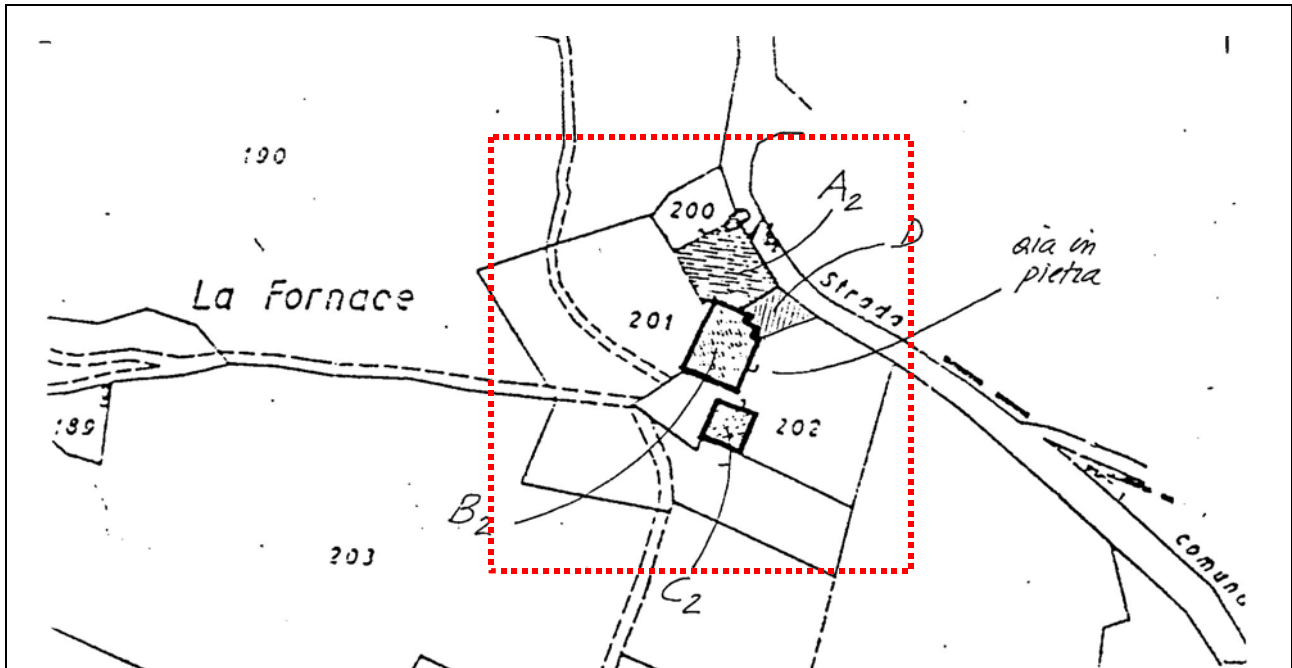 190
200
A2
D
aia in
pietra
Strada
La Fornace
201
189
202
B2
203
C2
comuna